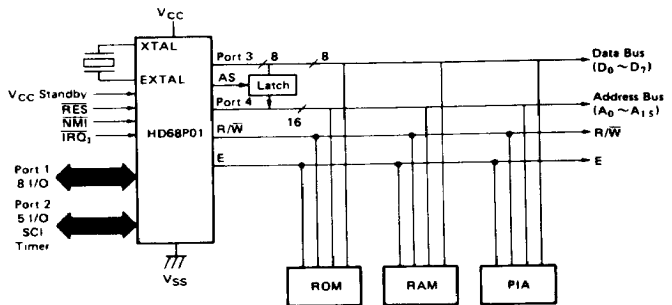 VCC
XTAL
EXTAL
VCC Standby
RES
NMI
IRQ1
HD68P01
Port 1
8 I/O
Port 2
5 I/O
SCI
Timer
VSS
Port 3
8
8
AS
Latch
Port 4
16
R/W
E
Data Bus
(D0~D7)
Address Bus
(A0~A15)
R/W
E
ROM
RAM
PIA